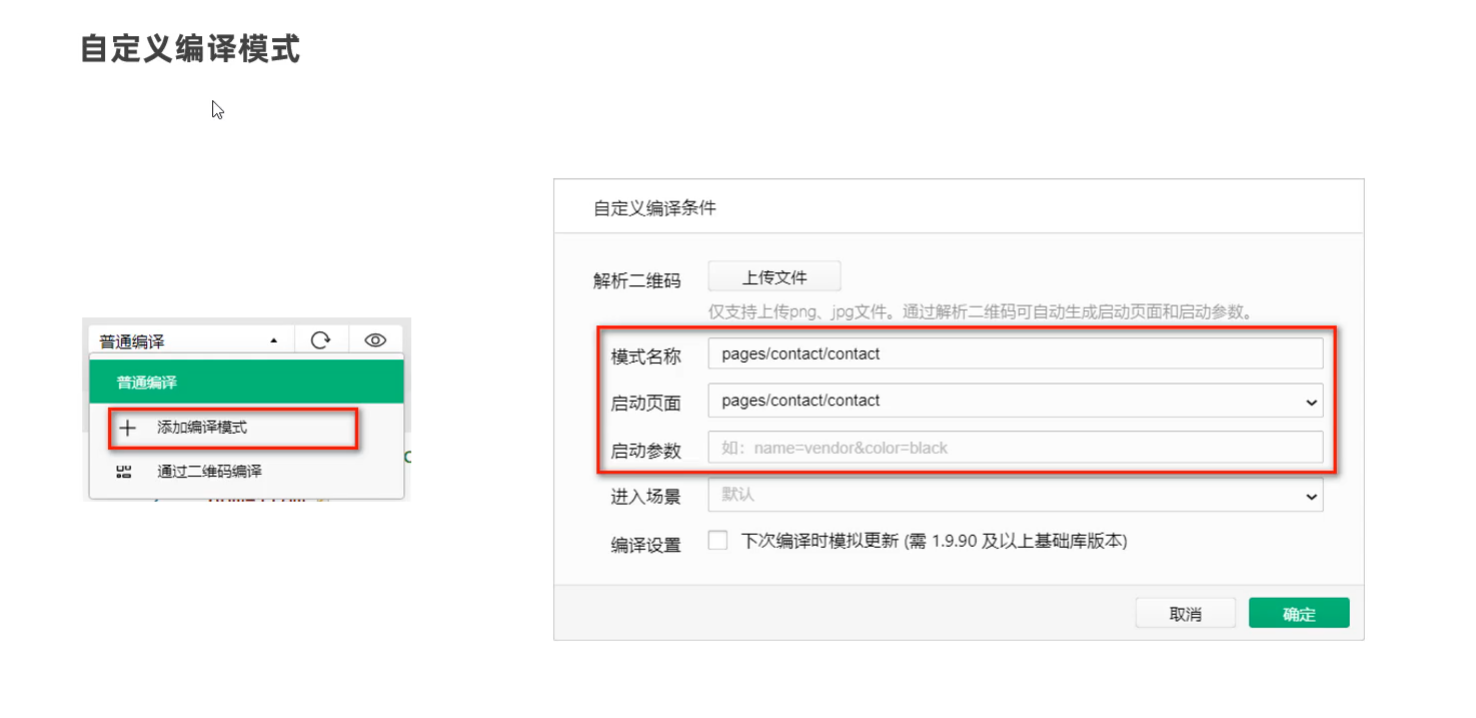 自定义编译模式
普通编译
普通编译
添加编译模式
通过二维码编译
自定义编译条件
解析二维码 上传文件
仅支持上传png、jpg文件。通过解析二维码可自动生成启动页面和启动参数。
模式名称 pages/contact/contact
启动页面 pages/contact/contact
启动参数 如：name=vendor&color=black
进入场景 默认
编译设置 下次编译时模拟更新 (需 1.9.90 及以上基础库版本)
取消 确定